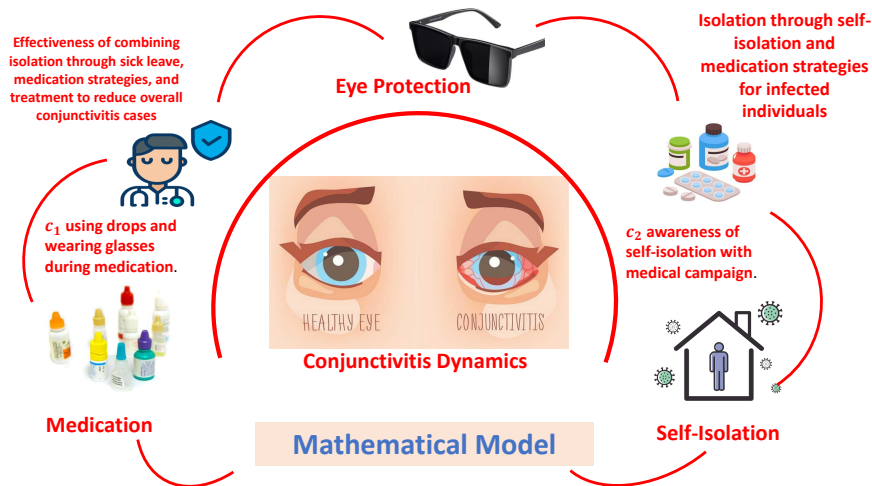 Effectiveness of combining
isolation through sick leave,
medication strategies, and
treatment to reduce overall
conjunctivitis cases
Eye Protection
Isolation through self-
isolation and
medication strategies
for infected
individuals
c₁ using drops and
wearing glasses
during medication.
c₂ awareness of
self-isolation with
medical campaign.
HEALTHY EYE
CONJUNCTIVITIS
Conjunctivitis Dynamics
Medication
Self-Isolation
Mathematical Model